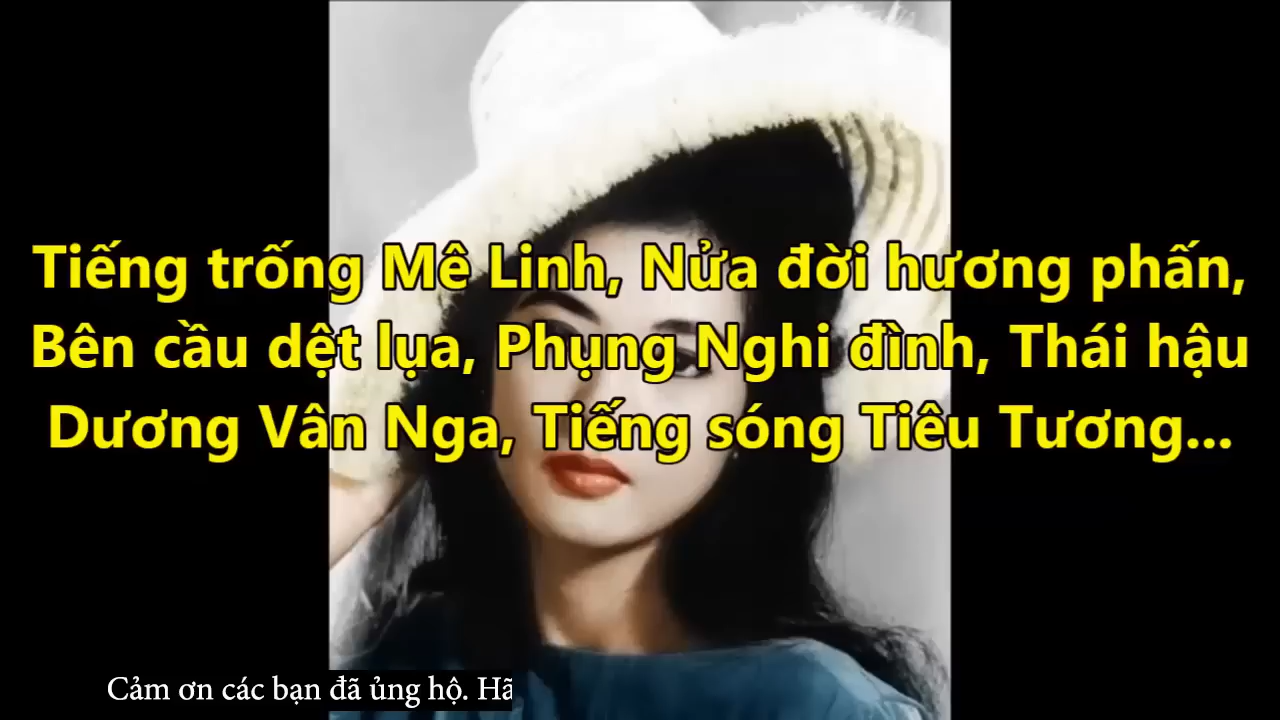 Tiếng trống Mê Linh, Nửa đời hương phấn,
Bên cầu dệt lụa, Phụng Nghi đình, Thái hậu
Dương Vân Nga, Tiếng sóng Tiêu Tương...
Cảm ơn các bạn đã ủng hộ. Hã